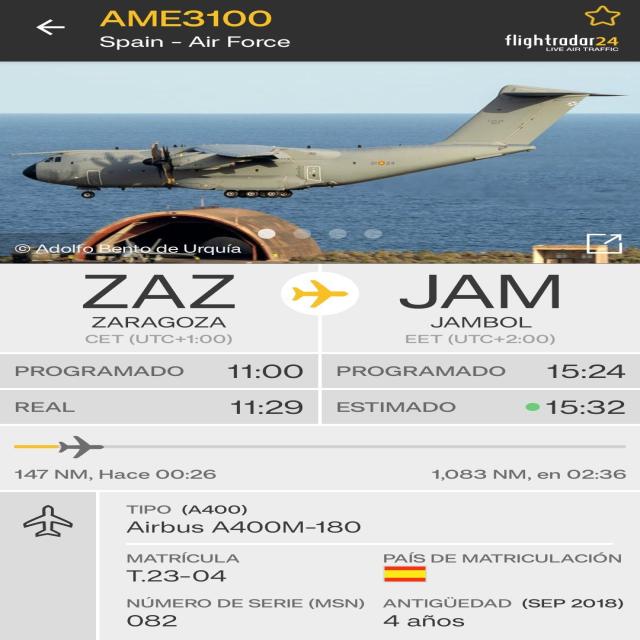 AME3100
Spain - Air Force
flightradar24
LIVE AIR TRAFFIC
© Adolfo Bento de Urquía
ZAZ
JAM
ZARAGOZA
JAMBOL
CET (UTC+1:00)
EET (UTC+2:00)
PROGRAMADO 11:00
PROGRAMADO 15:24
REAL 11:29
ESTIMADO 15:32
147 NM, Hace 00:26
1,083 NM, en 02:36
TIPO (A400)
Airbus A400M-180
MATRÍCULA
PAÍS DE MATRICULACIÓN
T.23-04
NÚMERO DE SERIE (MSN)
ANTIGÜEDAD (SEP 2018)
082
4 años